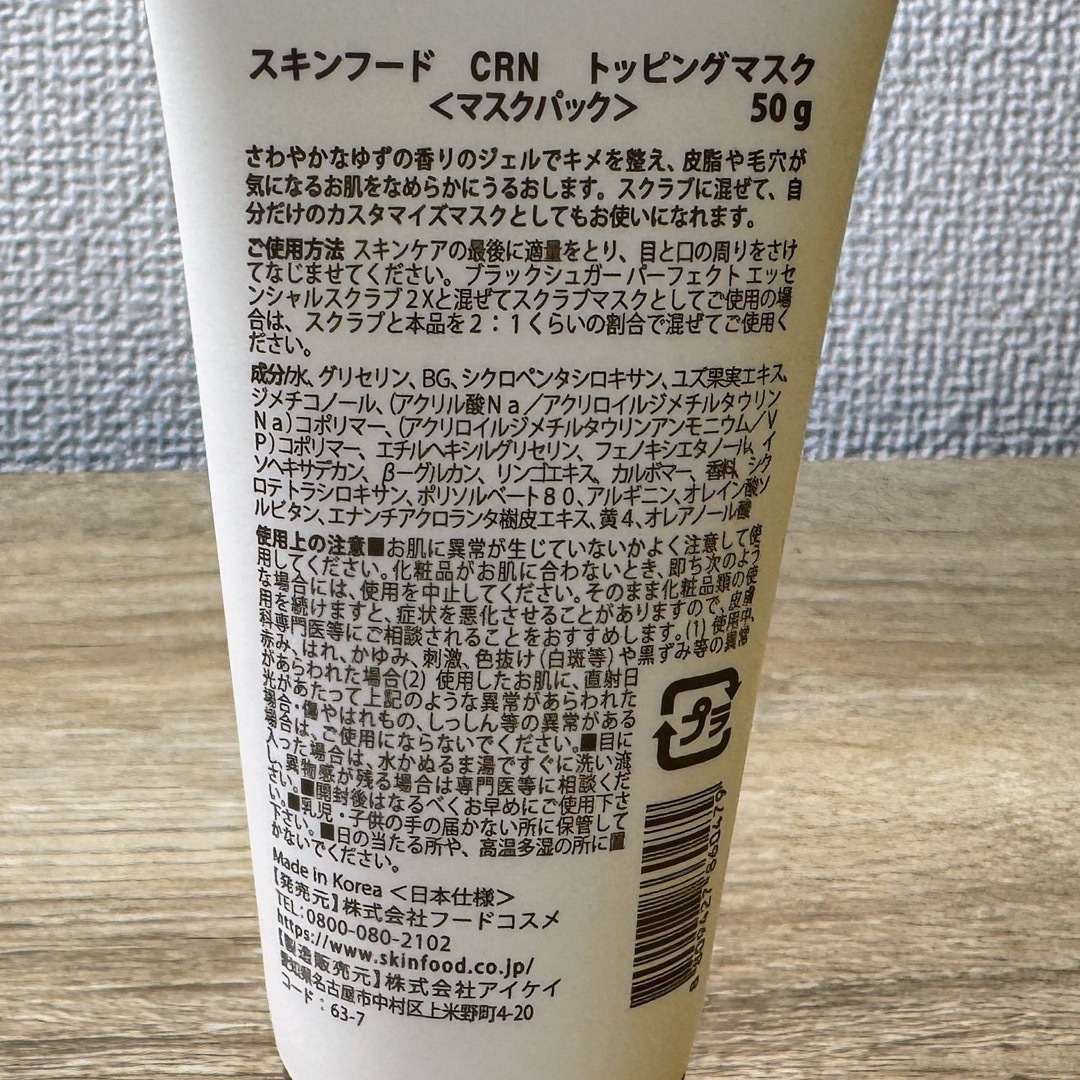 スキンフード CRN トッピングマスク
＜マスクパック＞ 50g
さわやかなゆずの香りのジェルでキメを整え、皮脂や毛穴が
気になるお肌をなめらかにうるおします。スクラブに混ぜて、自
分だけのカスタマイズマスクとしてもお使いになれます。
ご使用方法 スキンケアの最後に適量をとり、目と口の周りをさけ
てなじませてください。ブラックシュガー パーフェクト エッセ
ンシャルスクラブ2Xと混ぜてスクラブマスクとしてご使用の場
合は、スクラブと本品を2：1くらいの割合で混ぜてご使用く
ださい。
成分/水、グリセリン、BG、シクロペンタシロキサン、ユズ果実エキス、
ジメチコノール、(アクリル酸Na／アクリロイルジメチルタウリン
Na)コポリマー、(アクリロイルジメチルタウリンアンモニウム／V
P)コポリマー、エチルヘキシルグリセリン、フェノキシエタノール、イ
ソヘキサデカン、β－グルカン、リンゴエキス、カルボマー、香料、シク
ロテトラシロキサン、ポリソルベート80、アルギニン、オレイン酸ソ
ルビタン、エナンチアクロランタ樹皮エキス、黄4、オレアノール酸
使用上の注意■お肌に異常が生じていないかよく注意して使
用してください。化粧品がお肌に合わないとき、即ち次のよう
な場合には、使用を中止してください。そのまま化粧品類の使
用を続けますと、症状を悪化させることがありますので、皮膚
科専門医等にご相談されることをおすすめします。(1) 使用中、
赤み、はれ、かゆみ、刺激、色抜け(白斑等)や黒ずみ等の異常
があらわれた場合(2) 使用したお肌に、直射日
光があたって上記のような異常があらわれた
場合・傷やはれもの、しっしん等の異常がある
場合は、ご使用にならないでください。■目に
入った場合は、水かぬるま湯ですぐに洗い流
し、異物感が残る場合は専門医等に相談くだ
さい。■開封後はなるべくお早めにご使用下さ
い。■乳児・子供の手の届かない所に保管して
下さい。■日の当たる所や、高温多湿の所に置
かないでください。
プラ
Made in Korea ＜日本仕様＞
【発売元】株式会社フードコスメ
TEL:0800-080-2102
https://www.skinfood.co.jp/
【製造販売元】株式会社アイケイ
愛知県名古屋市中村区上米野町4-20
コード：63-7